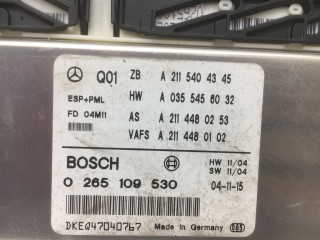 Q01 ZB A 211 540 43 45
HW A 035 545 60 32
ESP+PML
AS A 211 448 02 53
FD 04M11
VAFS A 211 448 01 02
BOSCH
HW 11/04
SW 11/04
0 265 109 530
04-11-15
DKEQ47040767 Made in Germany